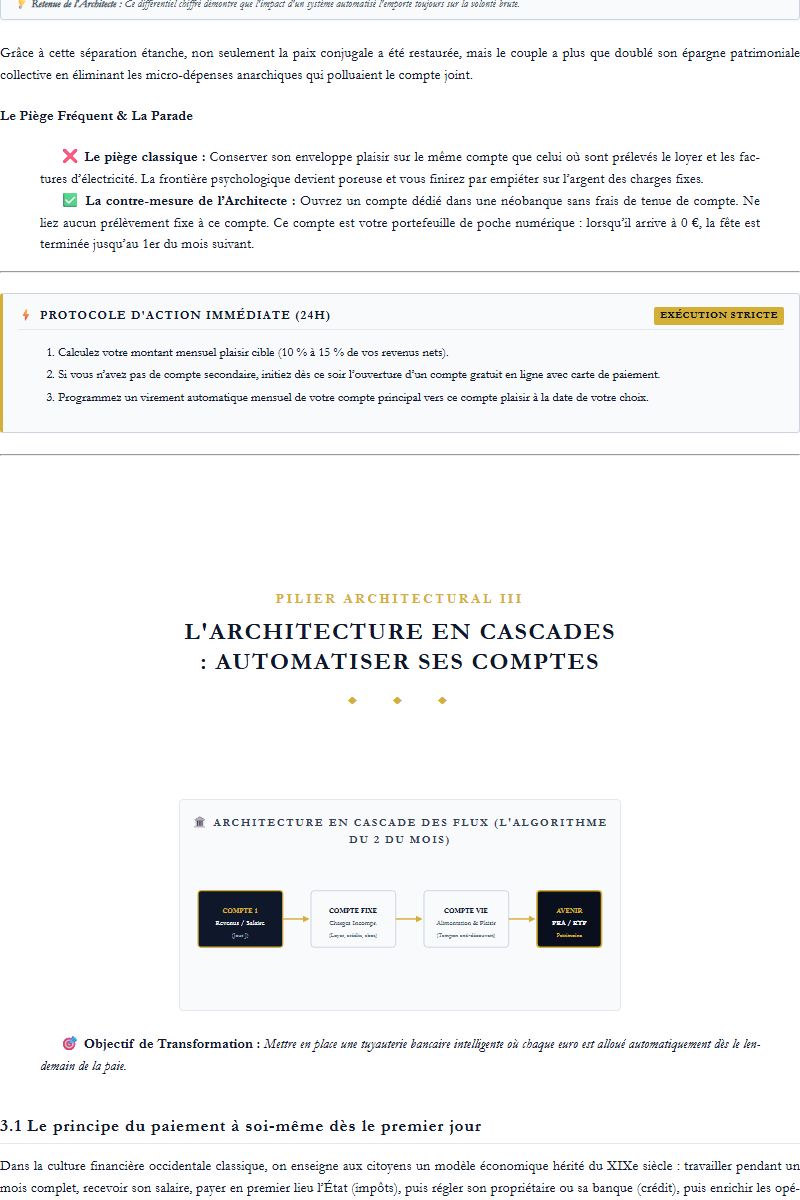 💡 Retenue de l'Architecte : Ce différentiel chiffré démontre que l'impact d'un système automatisé l'emporte toujours sur la volonté brute.
Grâce à cette séparation étanche, non seulement la paix conjugale a été restaurée, mais le couple a plus que doublé son épargne patrimoniale
collective en éliminant les micro-dépenses anarchiques qui polluaient le compte joint.
Le Piège Fréquent & La Parade
❌ Le piège classique : Conserver son enveloppe plaisir sur le même compte que celui où sont prélevés le loyer et les fac-
tures d'électricité. La frontière psychologique devient poreuse et vous finirez par empiéter sur l'argent des charges fixes.
✅ La contre-mesure de l'Architecte : Ouvrez un compte dédié dans une néobanque sans frais de tenue de compte. Ne
liez aucun prélèvement fixe à ce compte. Ce compte est votre portefeuille de poche numérique : lorsqu'il arrive à 0 €, la fête est
terminée jusqu'au 1er du mois suivant.
⚡ PROTOCOLE D'ACTION IMMÉDIATE (24H)
EXÉCUTION STRICTE
1. Calculez votre montant mensuel plaisir cible (10 % à 15 % de vos revenus nets).
2. Si vous n'avez pas de compte secondaire, initiez dès ce soir l'ouverture d'un compte gratuit en ligne avec carte de paiement.
3. Programmez un virement automatique mensuel de votre compte principal vers ce compte plaisir à la date de votre choix.
PILIER ARCHITECTURAL III
L'ARCHITECTURE EN CASCADES
: AUTOMATISER SES COMPTES
🏛 ARCHITECTURE EN CASCADE DES FLUX (L'ALGORITHME
DU 2 DU MOIS)
COMPTE 1
Revenus / Salaire
(Jour J)
COMPTE FIXE
Charges Incomp.
(Loyer, crédits, abos)
COMPTE VIE
Alimentation & Plaisir
(Tampon anti-découvert)
AVENIR
PEA / ETF
Patrimoine
🎯 Objectif de Transformation : Mettre en place une tuyauterie bancaire intelligente où chaque euro est alloué automatiquement dès le len-
demain de la paie.
3.1 Le principe du paiement à soi-même dès le premier jour
Dans la culture financière occidentale classique, on enseigne aux citoyens un modèle économique hérité du XIXe siècle : travailler pendant un
mois complet, recevoir son salaire, payer en premier lieu l'État (impôts), puis régler son propriétaire ou sa banque (crédit), puis enrichir les opé-